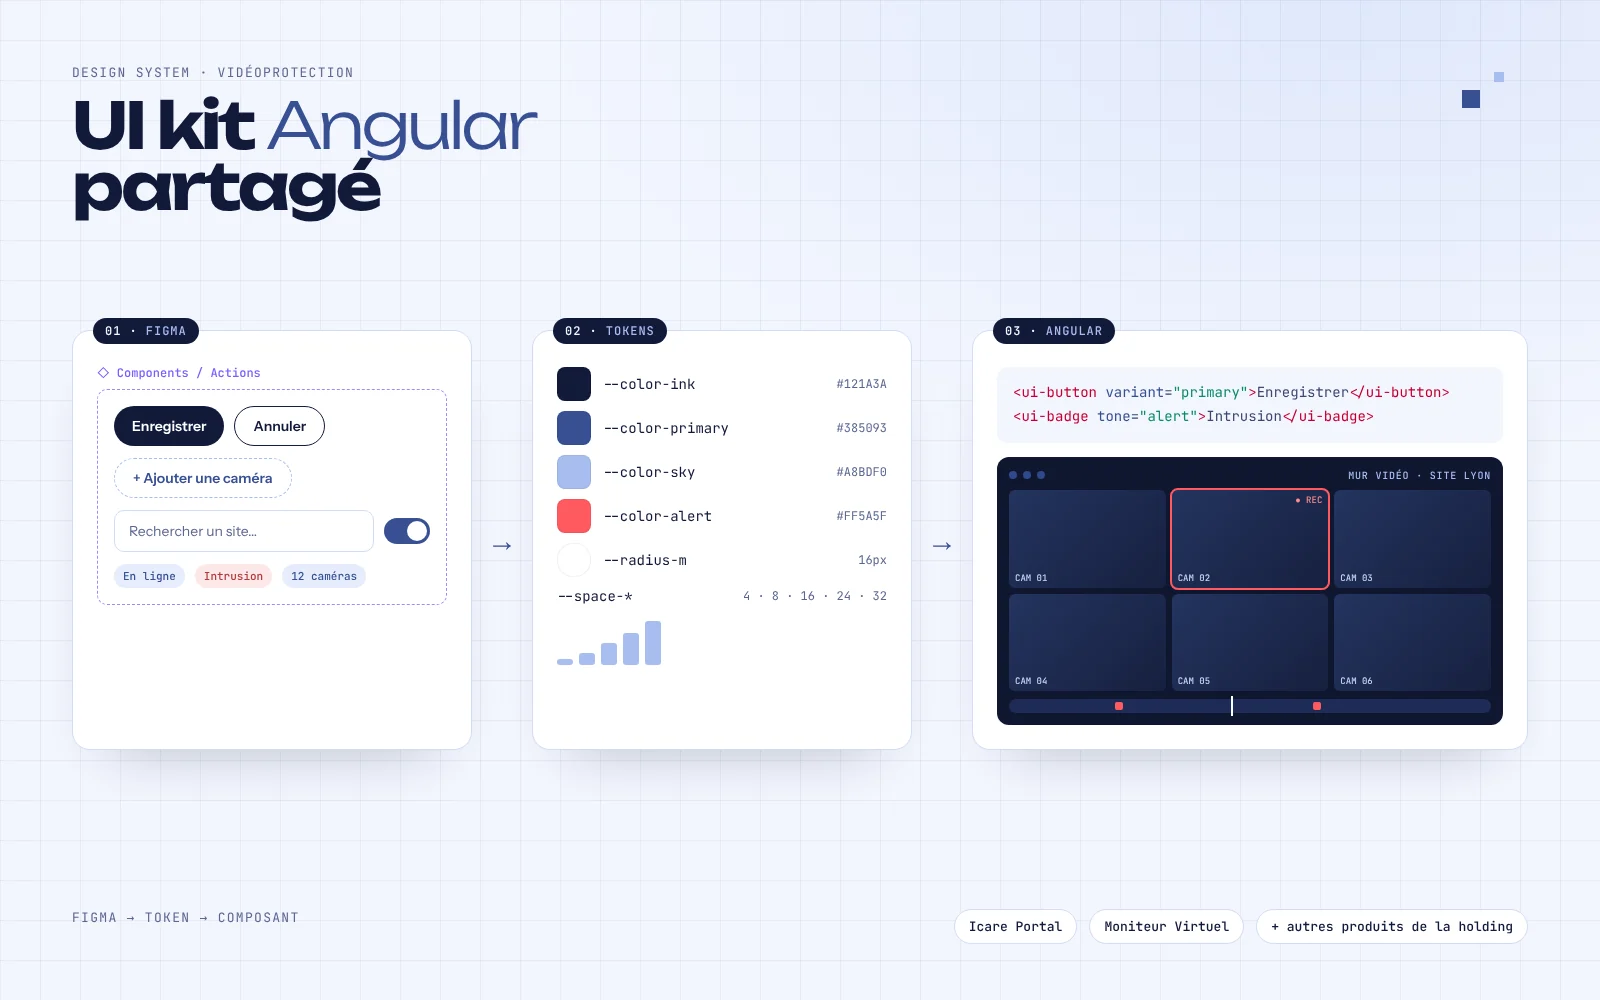 DESIGN SYSTEM · VIDÉOPROTECTION
UI kit Angular
partagé
01 · FIGMA
◇ Components / Actions
Enregistrer
Annuler
+ Ajouter une caméra
Rechercher un site…
En ligne
Intrusion
12 caméras
→
02 · TOKENS
--color-ink #121A3A
--color-primary #385093
--color-sky #A8BDF0
--color-alert #FF5A5F
--radius-m 16px
--space-* 4 · 8 · 16 · 24 · 32
→
03 · ANGULAR
<ui-button variant="primary">Enregistrer</ui-button>
<ui-badge tone="alert">Intrusion</ui-badge>
MUR VIDÉO · SITE LYON
● REC
CAM 01
CAM 02
CAM 03
CAM 04
CAM 05
CAM 06
FIGMA → TOKEN → COMPOSANT
Icare Portal
Moniteur Virtuel
+ autres produits de la holding